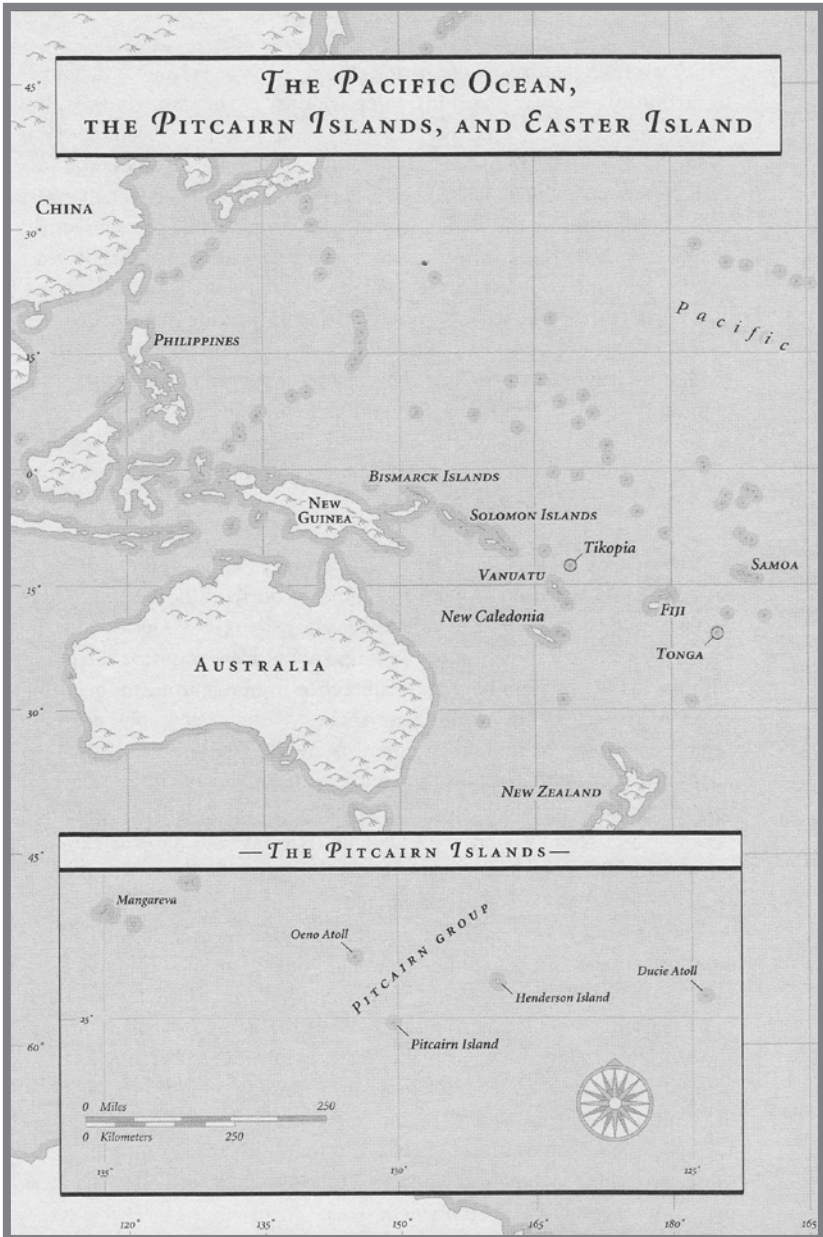 The Pacific Ocean,
the Pitcairn Islands, and Easter Island
45°
China
30°
Pacific
Philippines
15°
Bismarck Islands
0°
New
Guinea
Solomon Islands
Tikopia
Vanuatu
Samoa
15°
New Caledonia
Fiji
Tonga
Australia
30°
New Zealand
45°
—The Pitcairn Islands—
Mangareva
Pitcairn Group
Oeno Atoll
Ducie Atoll
Henderson Island
25°
Pitcairn Island
60°
0 Miles 250
0 Kilometers 250
135° 130° 125°
120° 135° 150° 165° 180° 165